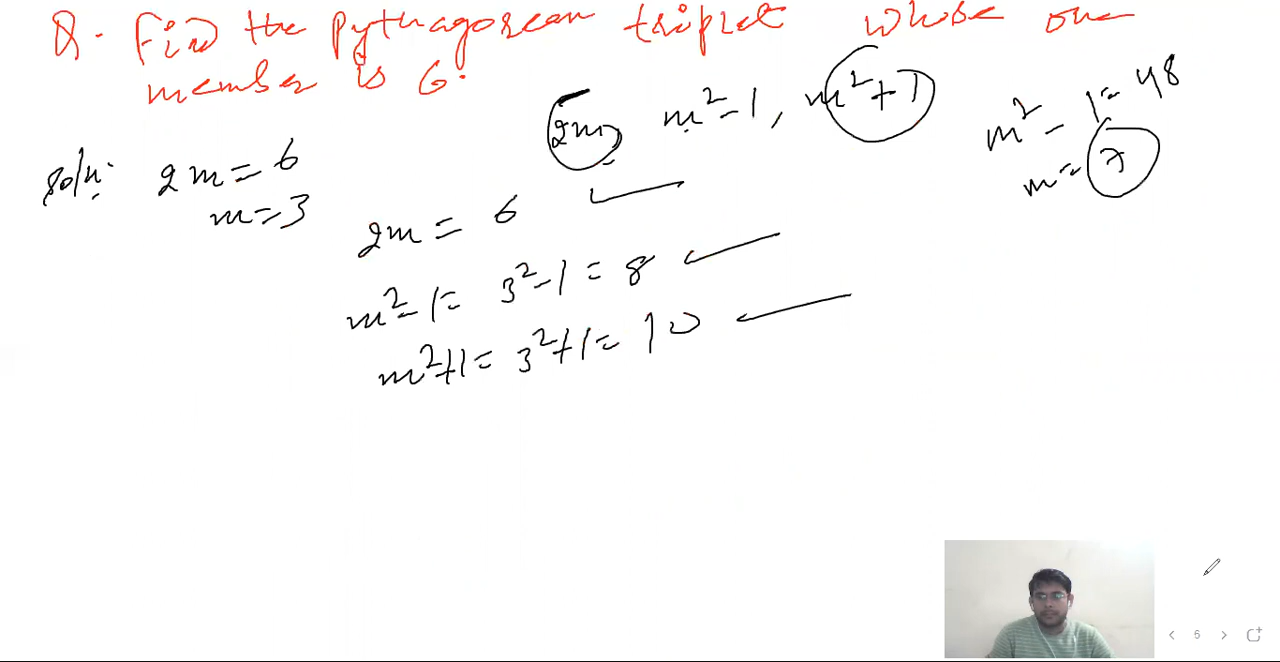 Q. Find the Pythagorean triplet whose one
member is 6.
2m, m²-1, m²+1
m² - 1 = 48
m = 7
Soln: 2m = 6
m = 3
2m = 6
m²-1 = 3²-1 = 8
m²+1 = 3²+1 = 10
6